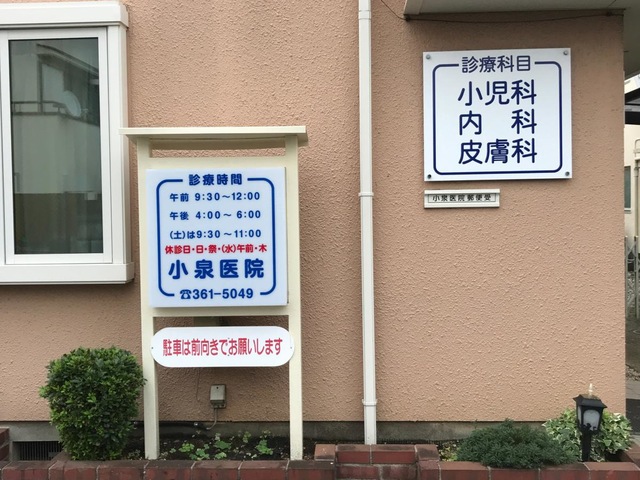 診療時間
午前 9:30〜12:00
午後 4:00〜 6:00
(土)は9:30〜11:00
休診日・日・祭・(水)午前・木
小泉医院
☎361-5049
駐車は前向きでお願いします
診療科目
小児科
内 科
皮膚科
小泉医院郵便受